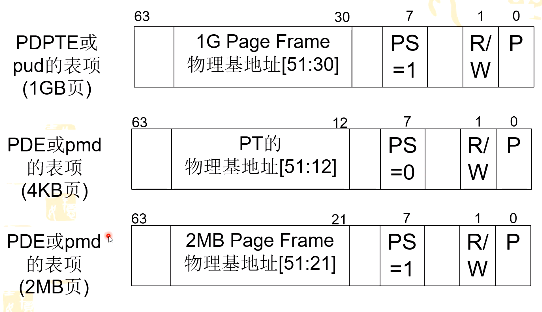 63 30 7 1 0
PDPTE或
pud的表项
(1GB页)
1G Page Frame
物理基地址[51:30]
PS
=1
R/
W
P
63 12 7 1 0
PDE或pmd
的表项
(4KB页)
PT的
物理基地址[51:12]
PS
=0
R/
W
P
63 21 7 1 0
PDE或pmd
的表项
(2MB页)
2MB Page Frame
物理基地址[51:21]
PS
=1
R/
W
P